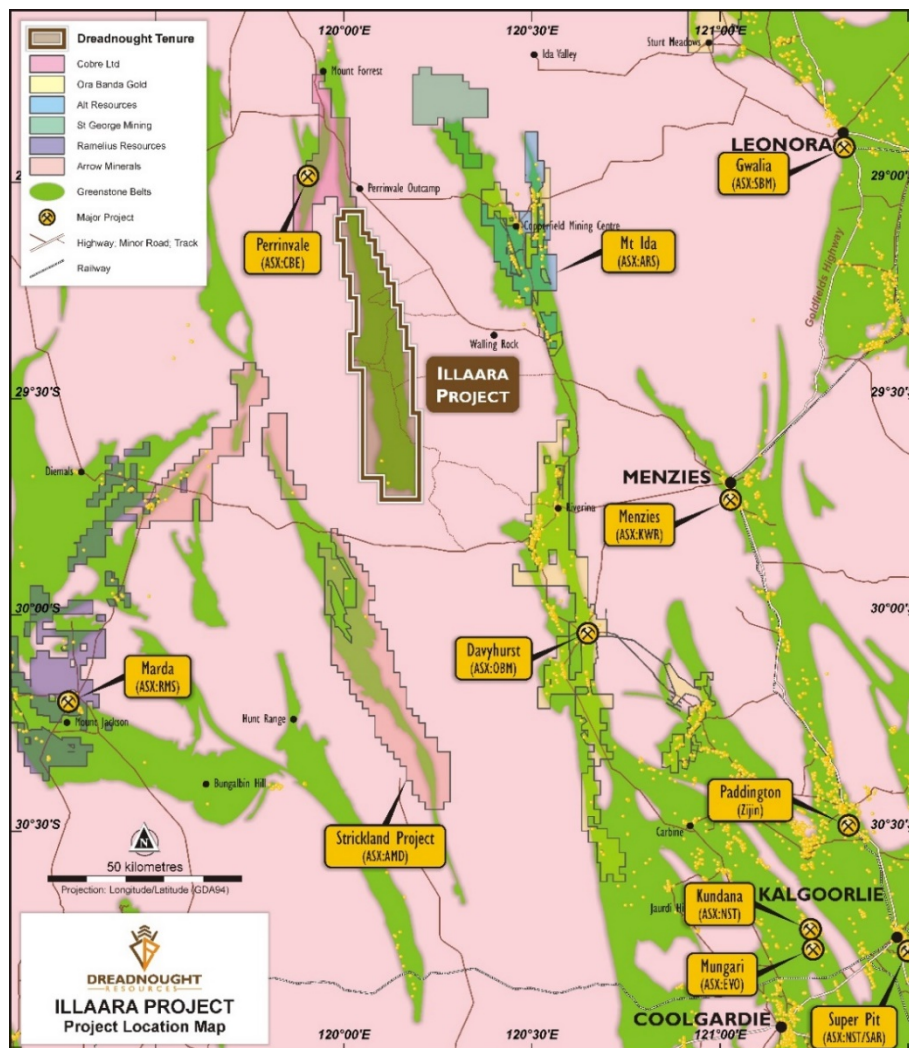 120°00'E
120°30'E
121°00'E
Dreadnought Tenure
Cobre Ltd
Ora Banda Gold
Alt Resources
St George Mining
Ramelius Resources
Arrow Minerals
Greenstone Belts
Major Project
Highway; Minor Road; Track
Railway
Mount Forrest
Ida Valley
Sturt Meadows
LEONORA
Gwalia
(ASX:SBM)
29°00'S
Perrinvale Outcamp
Perrinvale
(ASX:CBE)
Copperfield Mining Centre
Mt Ida
(ASX:ARS)
Goldfields Highway
Walling Rock
ILLAARA
PROJECT
29°30'S
29°30'S
Diemals
MENZIES
Menzies
(ASX:KWR)
Riverina
30°00'S
30°00'S
Davyhurst
(ASX:OBM)
Marda
(ASX:RMS)
Mount Jackson
Hunt Range
Bungalbin Hill
Paddington
(Zijin)
30°30'S
30°30'S
Strickland Project
(ASX:AMD)
Carbine
N
50 kilometres
Projection: Longitude/Latitude (GDA94)
Kundana
(ASX:NST)
KALGOORLIE
Jaurdi
Mungari
(ASX:EVO)
DREADNOUGHT
RESOURCES
ILLAARA PROJECT
Project Location Map
COOLGARDIE
Super Pit
(ASX:NST/SAR)
120°00'E
120°30'E
121°00'E